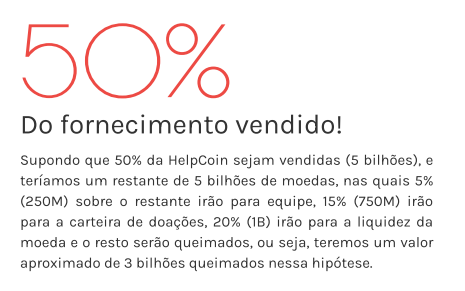 50%
Do fornecimento vendido!
Supondo que 50% da HelpCoin sejam vendidas (5 bilhões), e
teríamos um restante de 5 bilhões de moedas, nas quais 5%
(250M) sobre o restante irão para equipe, 15% (750M) irão
para a carteira de doações, 20% (1B) irão para a liquidez da
moeda e o resto serão queimados, ou seja, teremos um valor
aproximado de 3 bilhões queimados nessa hipótese.